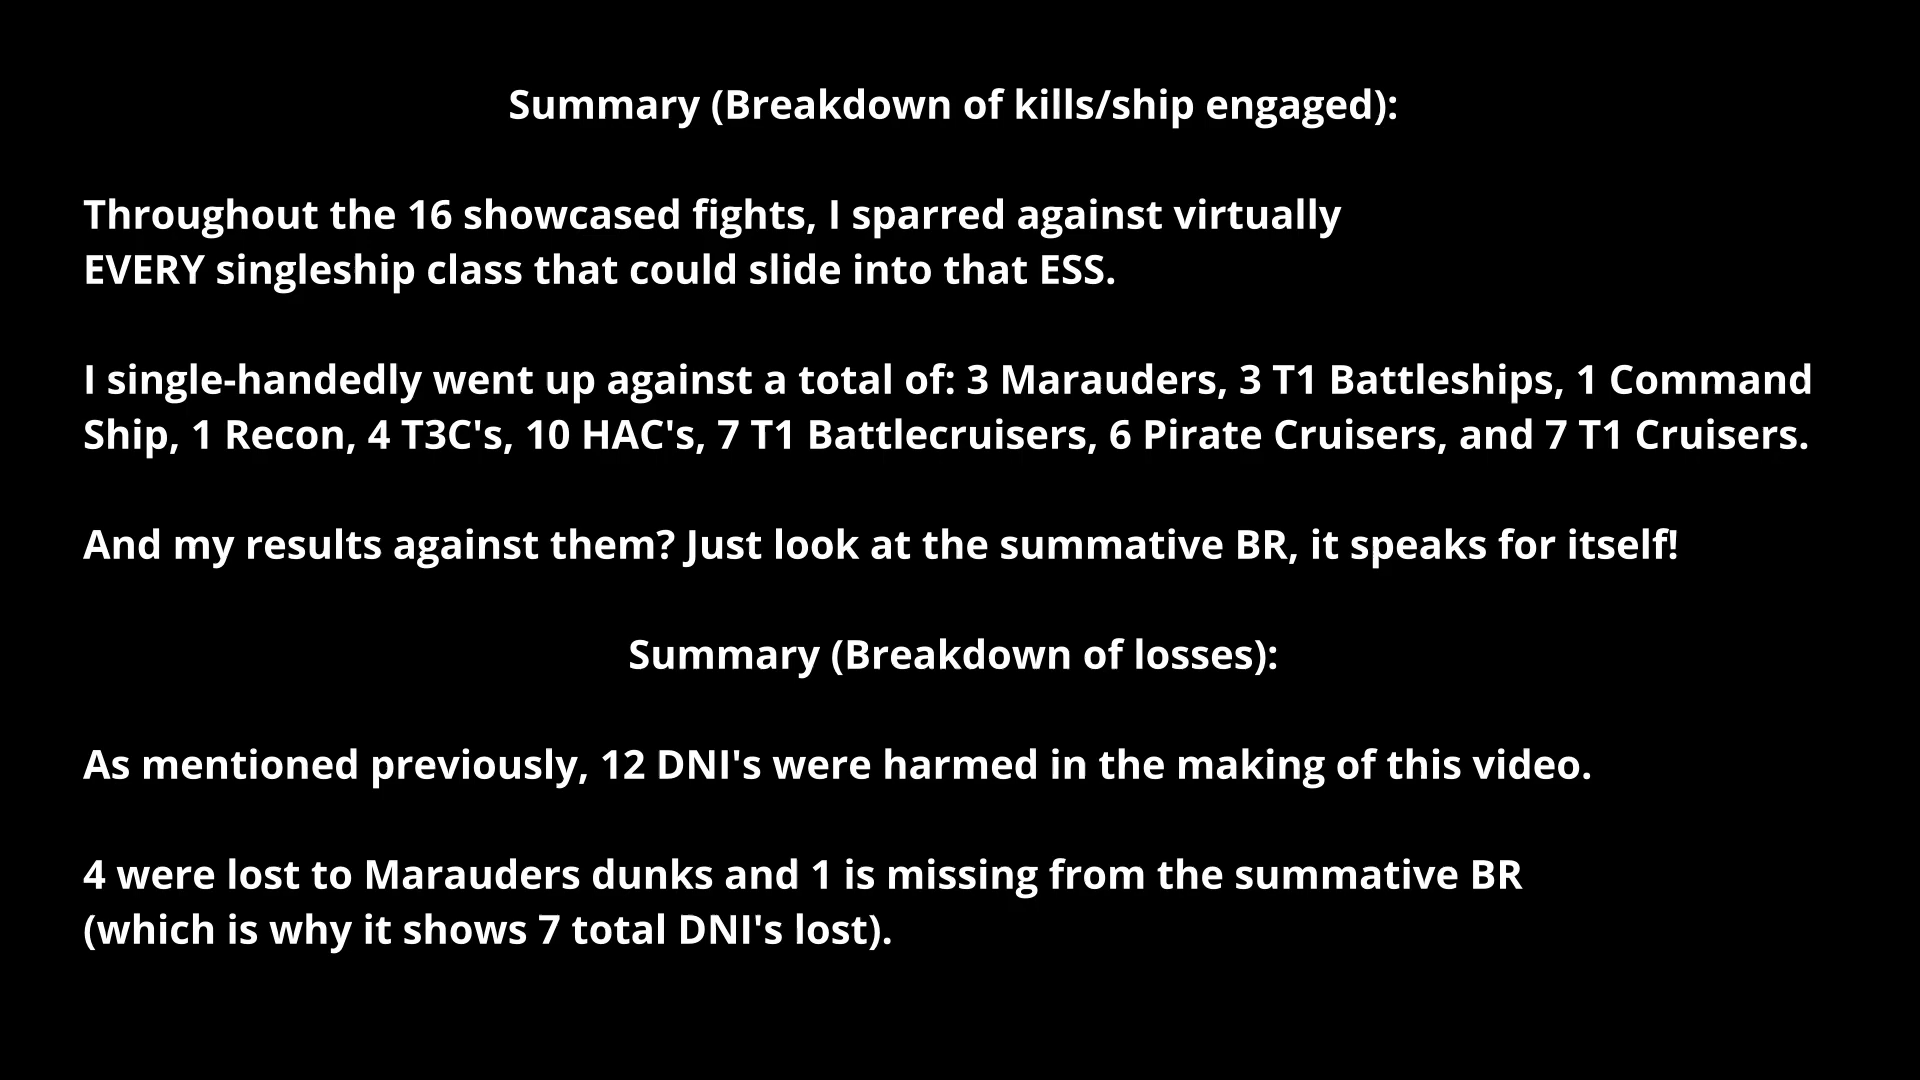 Summary (Breakdown of kills/ship engaged):
Throughout the 16 showcased fights, I sparred against virtually
EVERY singleship class that could slide into that ESS.
I single-handedly went up against a total of: 3 Marauders, 3 T1 Battleships, 1 Command
Ship, 1 Recon, 4 T3C's, 10 HAC's, 7 T1 Battlecruisers, 6 Pirate Cruisers, and 7 T1 Cruisers.
And my results against them? Just look at the summative BR, it speaks for itself!
Summary (Breakdown of losses):
As mentioned previously, 12 DNI's were harmed in the making of this video.
4 were lost to Marauders dunks and 1 is missing from the summative BR
(which is why it shows 7 total DNI's lost).